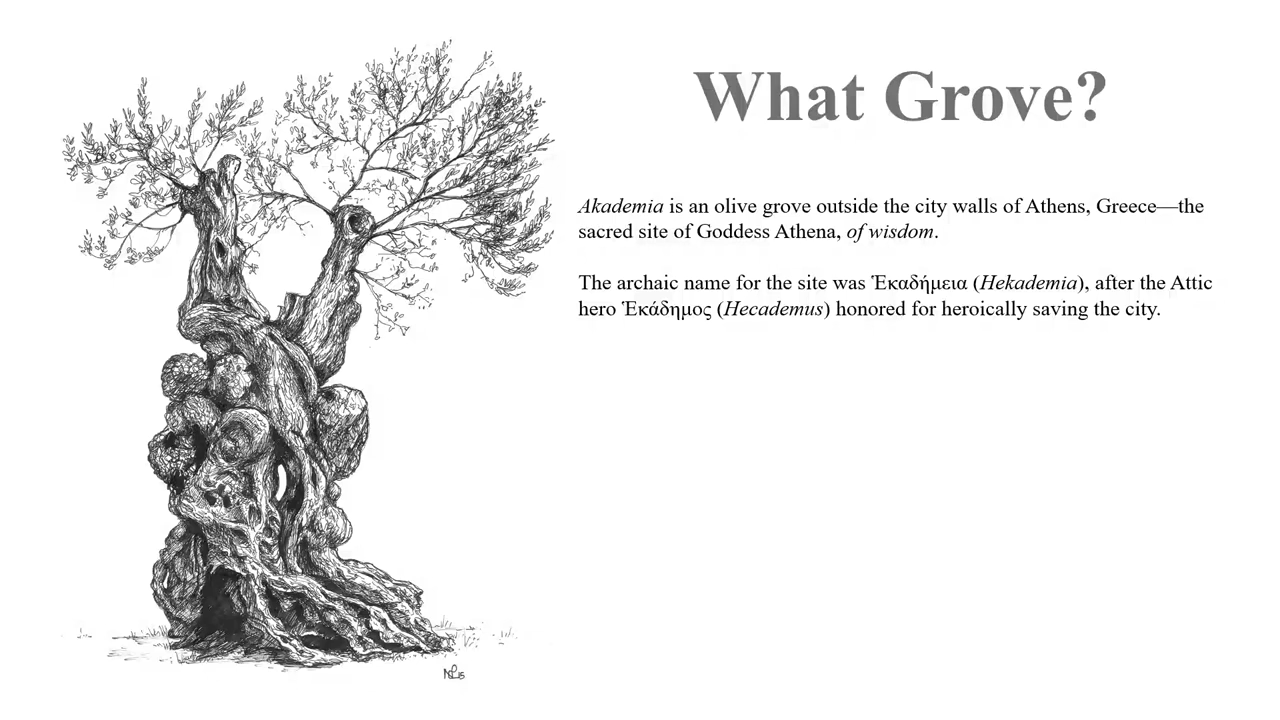 What Grove?
Akademia is an olive grove outside the city walls of Athens, Greece—the
sacred site of Goddess Athena, of wisdom.
The archaic name for the site was Ἑκαδήμεια (Hekademia), after the Attic
hero Ἑκάδημος (Hecademus) honored for heroically saving the city.